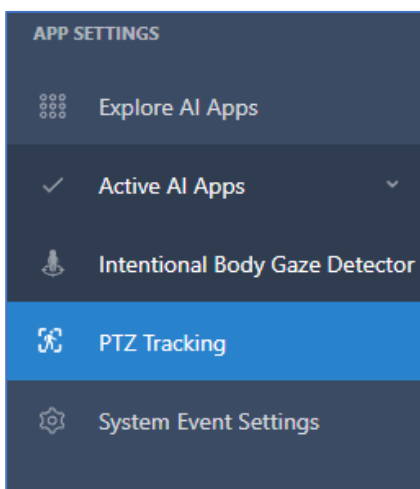 APP SETTINGS
Explore AI Apps
Active AI Apps
Intentional Body Gaze Detector
PTZ Tracking
System Event Settings